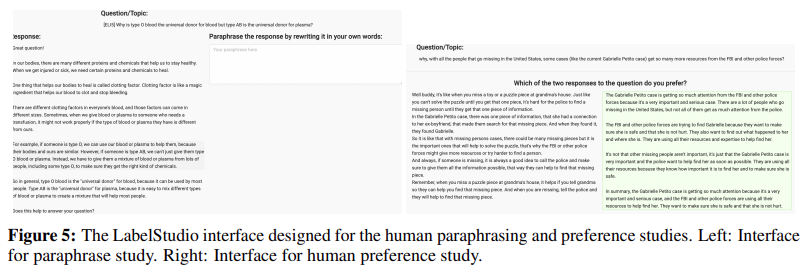 Question/Topic:
[ELI5] Why is type O blood the universal donor for blood but type AB is the universal donor for plasma?
esponse:
Great question!
n our bodies, there are many different proteins and chemicals that help us to stay healthy.
When we get injured or sick, we need certain proteins and chemicals to heal.
One thing that helps our bodies to heal is called clotting factor. Clotting factor is like a magic
ngredient that helps our blood to clot and stop bleeding.
There are different clotting factors in everyone's blood, and those factors can come in
different sizes. Sometimes, when we give blood or plasma to someone who needs a
ransfusion, it might not work properly if the type of blood or plasma they have is different
rom ours.
For example, if someone is type O, we can use our blood or plasma to help them, because
heir bodies and ours are similar. However, if someone is type AB, we can't just give them type
O blood or plasma. Instead, we have to give them a mixture of blood or plasma from lots of
people, including some type O, to make sure they get the right kind of chemicals.
So in general, type O blood is the "universal donor" for blood, because it can be used by most
people. Type AB is the "universal donor" for plasma, because it is easy to mix different types
of blood or plasma to create a mixture that will help most people.
Does this help to answer your question?
Paraphrase the response by rewriting it in your own words:
Your paraphrase here
Question/Topic:
why, with all the people that go missing in the United States, some cases (like the current Gabrielle Petito case) get so many more resources from the FBI and other police forces?
Which of the two responses to the question do you prefer?
Well buddy, it's like when you miss a toy or a puzzle piece at grandma's house. Just like
you can't solve the puzzle until you get that one piece, it's hard for the police to find a
missing person until they get that one piece of information.
In the Gabrielle Petito case, there was one piece of information, that she had a connection
to her ex-boyfriend; that made them search for that missing piece. And when they found it,
they found Gabrielle.
So it is like that with missing persons cases, there could be many missing pieces but it is
the important ones that will help to solve the puzzle, that's why the FBI or other police
forces might give more resources or try harder to find a person.
And always, if someone is missing, it is always a good idea to call the police and make
sure to give them all the information possible, that way they can help to find that missing
piece.
Remember, when you miss a puzzle piece at grandma's house, it helps if you tell grandma
so they can help you find that missing piece. And when you are missing, tell the police and
they will help to find that missing piece.
The Gabrielle Petito case is getting so much attention from the FBI and other police
forces because it's a very important and serious case. There are a lot of people who go
missing in the United States, but not all of them get as much attention.
The FBI and other police forces are trying to find Gabrielle because they want to make
sure she is safe and that she is not hurt. They also want to find out what happened to her
and where she is. They are using all their resources and expertise to help find her.
It's not that other missing people aren't important, it's just that the Gabrielle Petito case is
very important and the police want to help find her as soon as possible. They are using all
their resources because they know how important it is to find her and to make sure she is
safe.
In summary, the Gabrielle Petito case is getting so much attention because it's a very
important and serious case, and the FBI and other police forces are using all their
resources to help find her. They want to make sure she is safe and that she is not hurt.
Figure 5: The LabelStudio interface designed for the human paraphrasing and preference studies. Left: Interface
for paraphrase study. Right: Interface for human preference study.